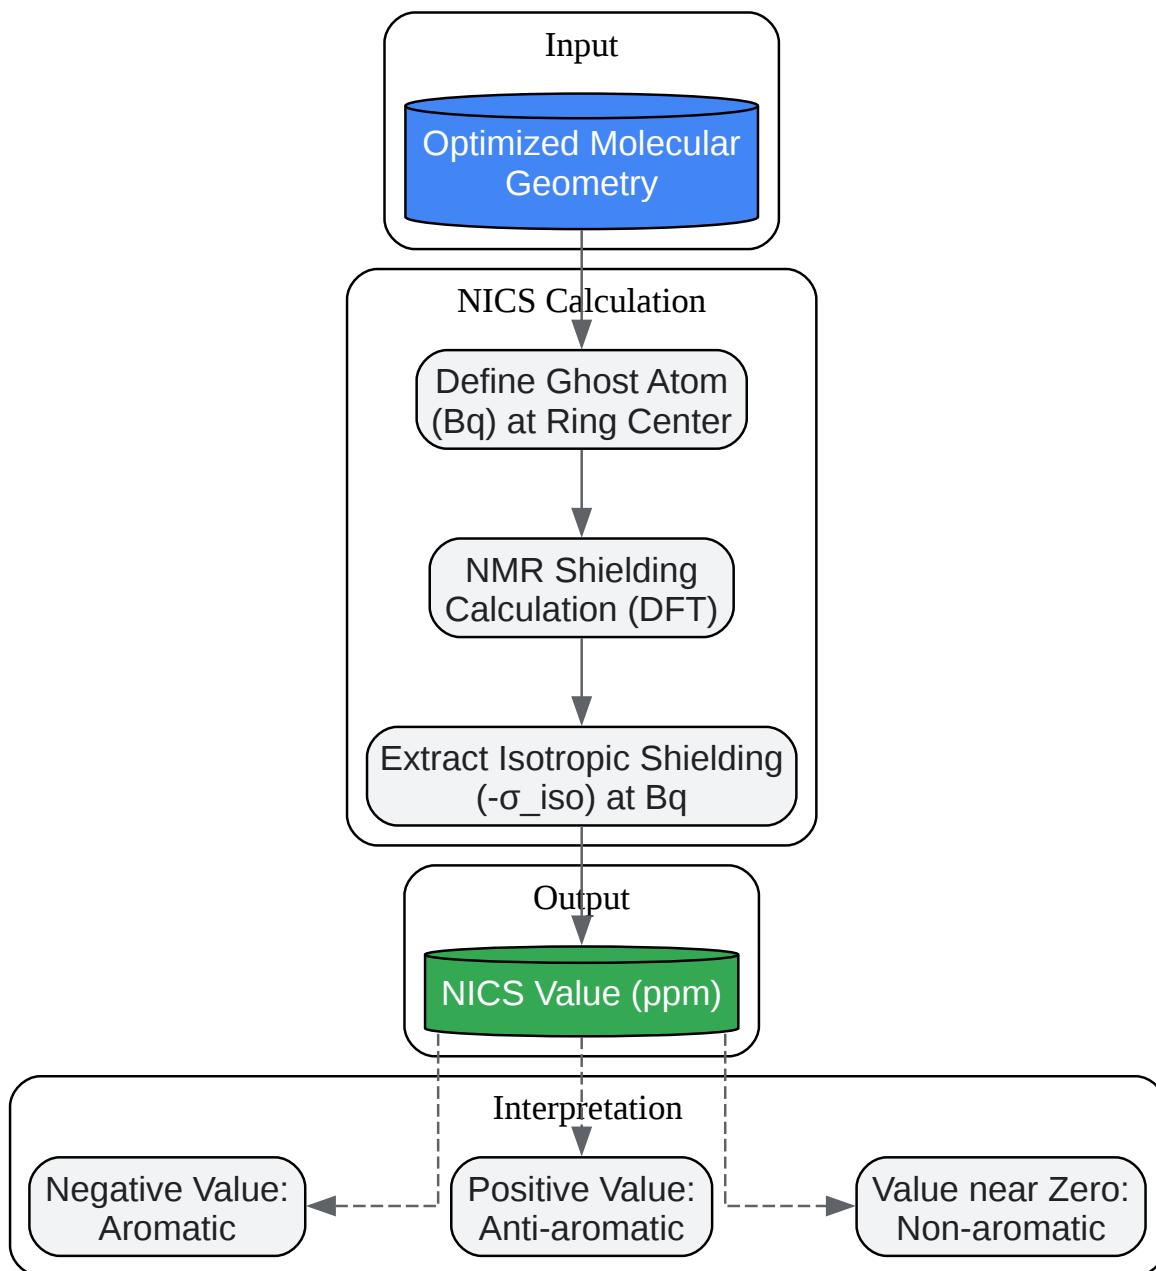 Input
Optimized Molecular
Geometry
NICS Calculation
Define Ghost Atom
(Bq) at Ring Center
NMR Shielding
Calculation (DFT)
Extract Isotropic Shielding
(-σ_iso) at Bq
Output
NICS Value (ppm)
Interpretation
Negative Value:
Aromatic
Positive Value:
Anti-aromatic
Value near Zero:
Non-aromatic